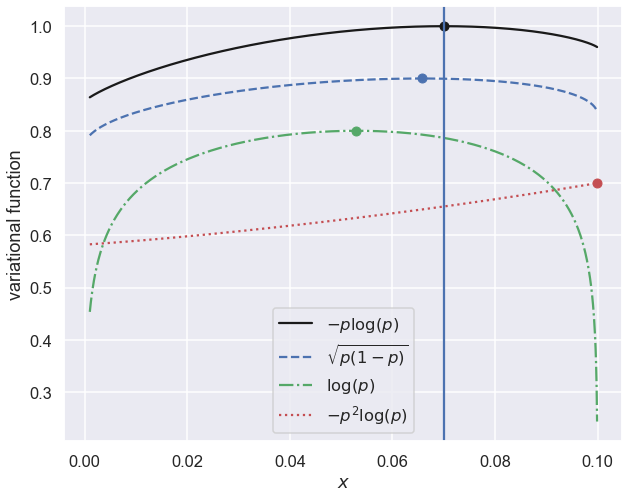 variational function
1.0
0.9
0.8
0.7
0.6
0.5
0.4
0.3
−p log(p)
√p(1 − p)
log(p)
−p² log(p)
0.00 0.02 0.04 0.06 0.08 0.10
x